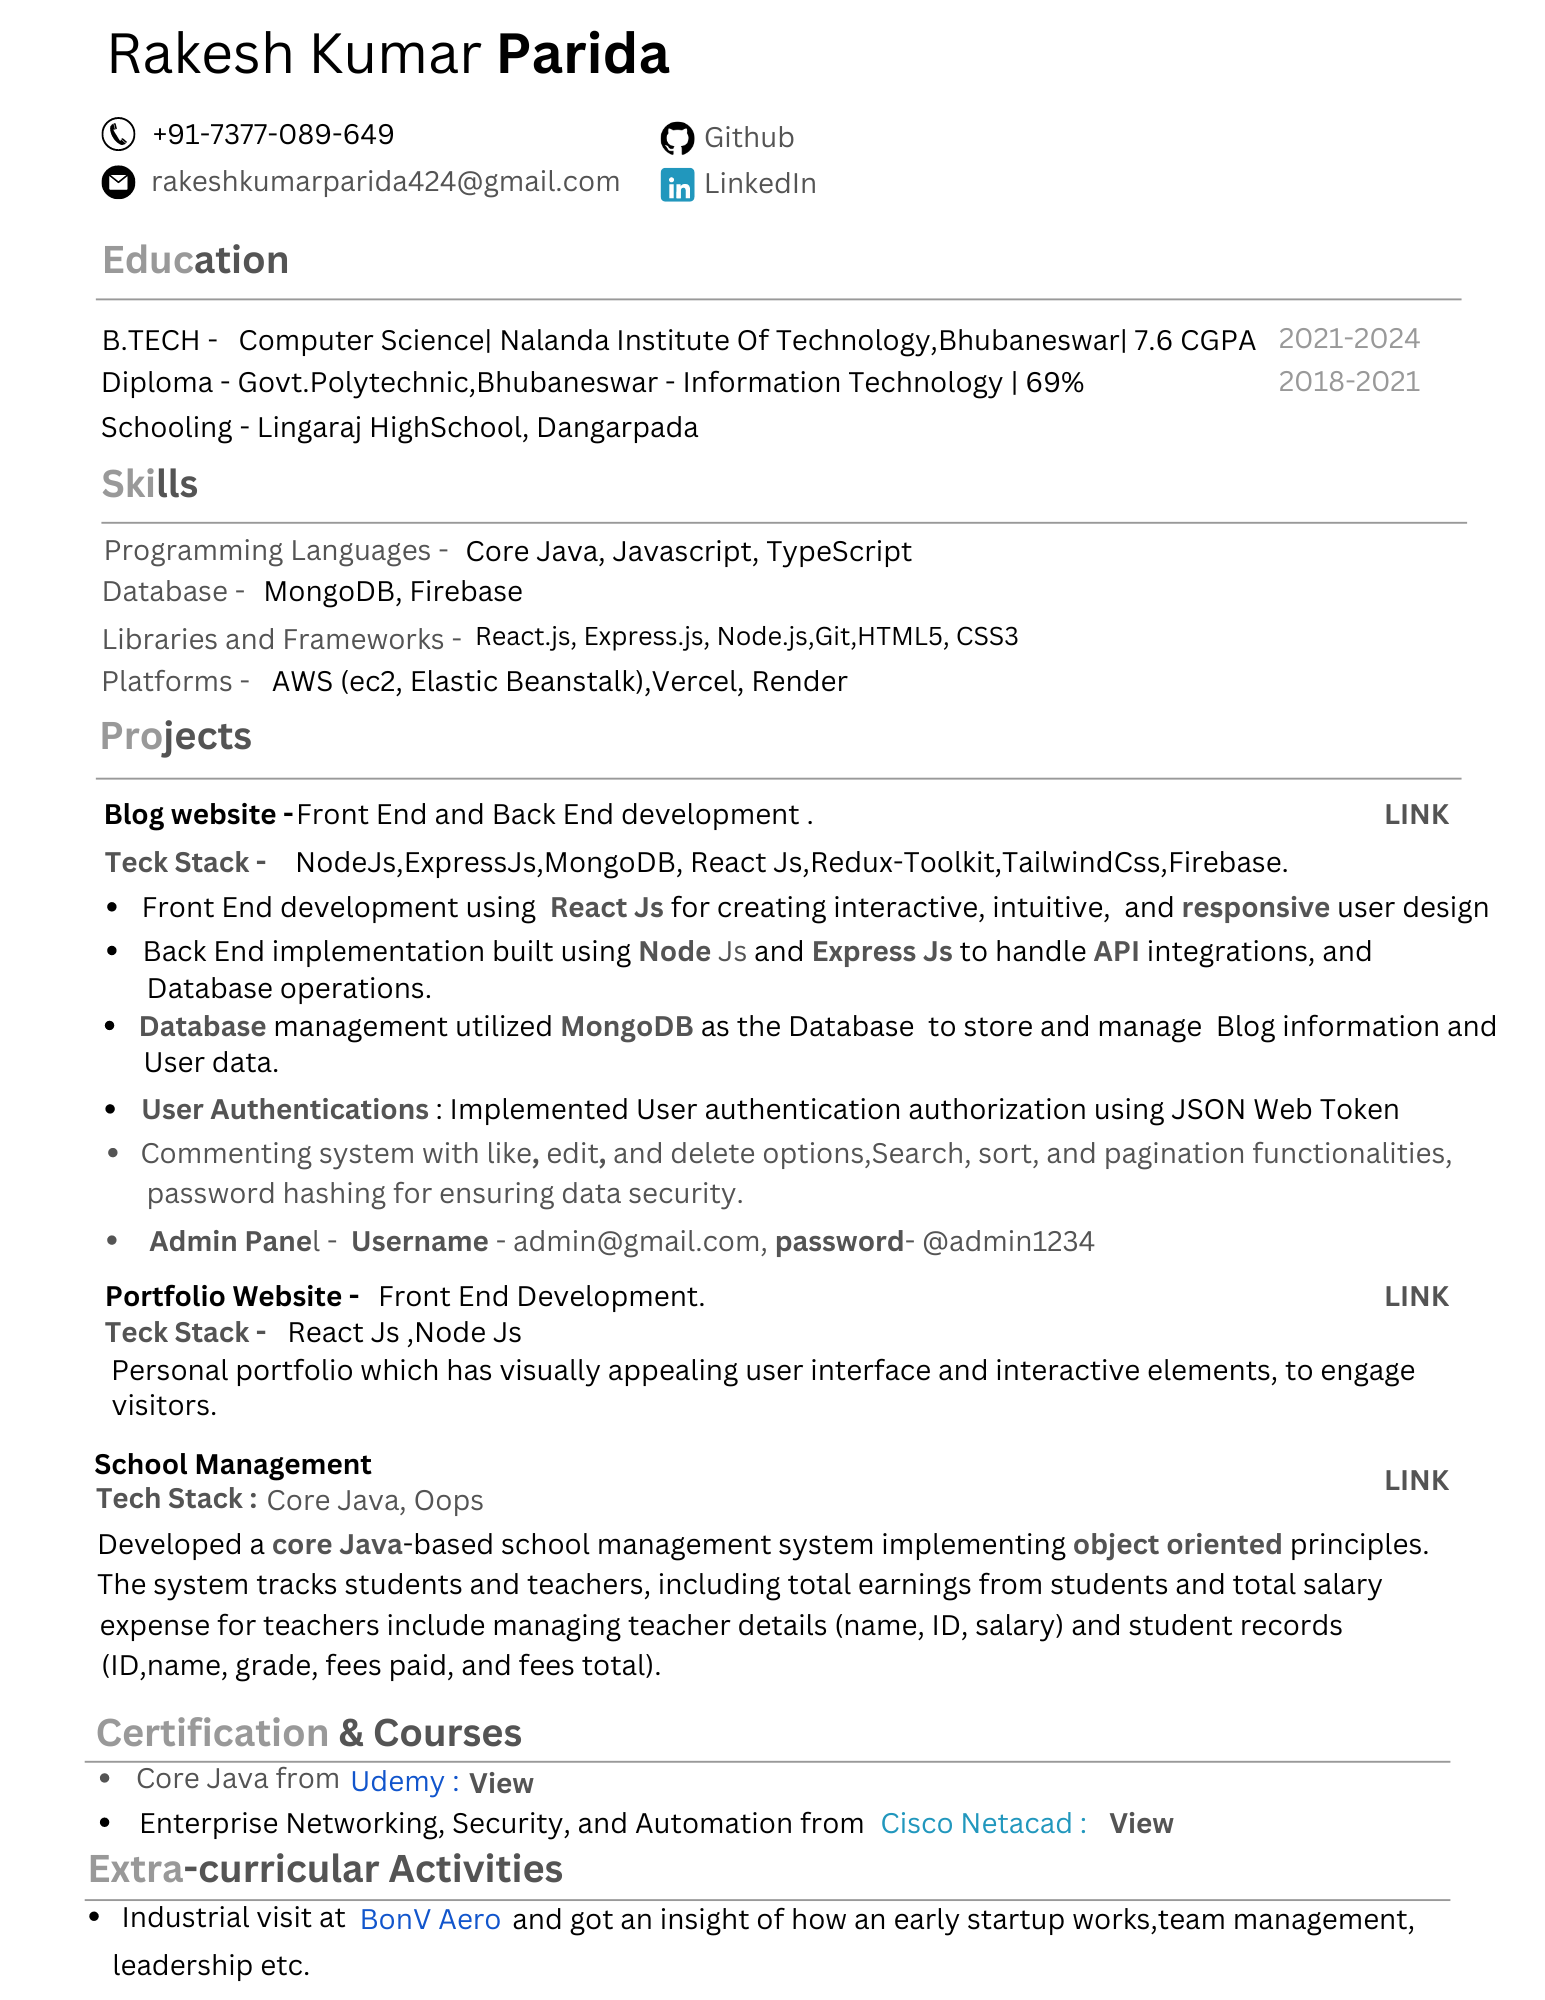 Rakesh Kumar Parida
+91-7377-089-649
Github
rakeshkumarparida424@gmail.com
LinkedIn
Education
B.TECH - Computer Science| Nalanda Institute Of Technology,Bhubaneswar| 7.6 CGPA 2021-2024
Diploma - Govt.Polytechnic,Bhubaneswar - Information Technology | 69% 2018-2021
Schooling - Lingaraj HighSchool, Dangarpada
Skills
Programming Languages - Core Java, Javascript, TypeScript
Database - MongoDB, Firebase
Libraries and Frameworks - React.js, Express.js, Node.js,Git,HTML5, CSS3
Platforms - AWS (ec2, Elastic Beanstalk),Vercel, Render
Projects
Blog website -Front End and Back End development . LINK
Teck Stack - NodeJs,ExpressJs,MongoDB, React Js,Redux-Toolkit,TailwindCss,Firebase.
• Front End development using React Js for creating interactive, intuitive, and responsive user design
• Back End implementation built using Node Js and Express Js to handle API integrations, and
Database operations.
• Database management utilized MongoDB as the Database to store and manage Blog information and
User data.
• User Authentications : Implemented User authentication authorization using JSON Web Token
• Commenting system with like, edit, and delete options,Search, sort, and pagination functionalities,
password hashing for ensuring data security.
• Admin Panel - Username - admin@gmail.com, password- @admin1234
Portfolio Website - Front End Development. LINK
Teck Stack - React Js ,Node Js
Personal portfolio which has visually appealing user interface and interactive elements, to engage
visitors.
School Management
LINK
Tech Stack : Core Java, Oops
Developed a core Java-based school management system implementing object oriented principles.
The system tracks students and teachers, including total earnings from students and total salary
expense for teachers include managing teacher details (name, ID, salary) and student records
(ID,name, grade, fees paid, and fees total).
Certification & Courses
• Core Java from Udemy : View
• Enterprise Networking, Security, and Automation from Cisco Netacad : View
Extra-curricular Activities
• Industrial visit at BonV Aero and got an insight of how an early startup works,team management,
leadership etc.